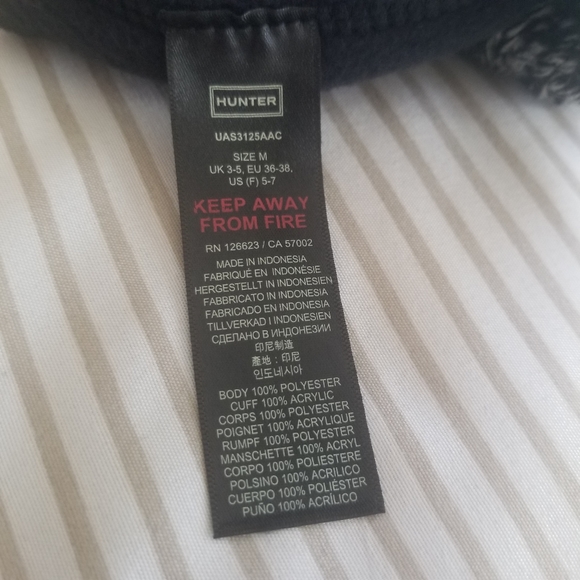 HUNTER
UAS3125AAC
SIZE M
UK 3-5, EU 36-38,
US (F) 5-7
KEEP AWAY
FROM FIRE
RN 126623 / CA 57002
MADE IN INDONESIA
FABRIQUÉ EN INDONÉSIE
HERGESTELLT IN INDONESIEN
FABBRICATO IN INDONESIA
FABRICADO EN INDONESIA
TILLVERKAD I INDONESIEN
СДЕЛАНО В ИНДОНЕЗИИ
印尼制造
產地：印尼
인도네시아
BODY 100% POLYESTER
CUFF 100% ACRYLIC
CORPS 100% POLYESTER
POIGNET 100% ACRYLIQUE
RUMPF 100% POLYESTER
MANSCHETTE 100% ACRYL
CORPO 100% POLIESTERE
POLSINO 100% ACRILICO
CUERPO 100% POLIÉSTER
PUÑO 100% ACRÍLICO